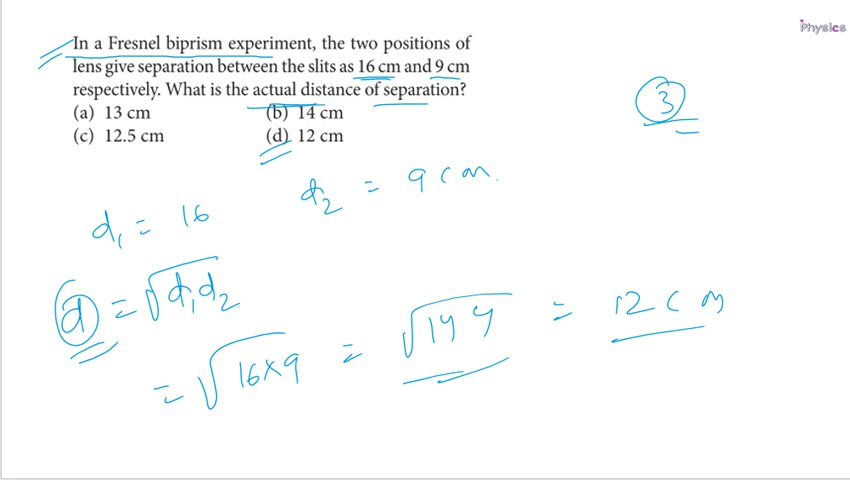 Physics
In a Fresnel biprism experiment, the two positions of
lens give separation between the slits as 16 cm and 9 cm
respectively. What is the actual distance of separation?
(a) 13 cm (b) 14 cm
(c) 12.5 cm (d) 12 cm
3
d₁ = 16 d₂ = 9 cm.
d = √d₁d₂
= √16×9 = √144 = 12 cm